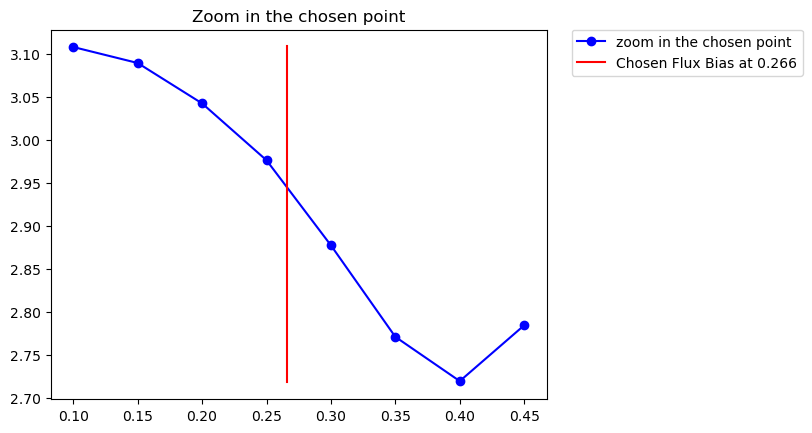 Zoom in the chosen point
zoom in the chosen point
Chosen Flux Bias at 0.266
3.10
3.05
3.00
2.95
2.90
2.85
2.80
2.75
2.70
0.10 0.15 0.20 0.25 0.30 0.35 0.40 0.45